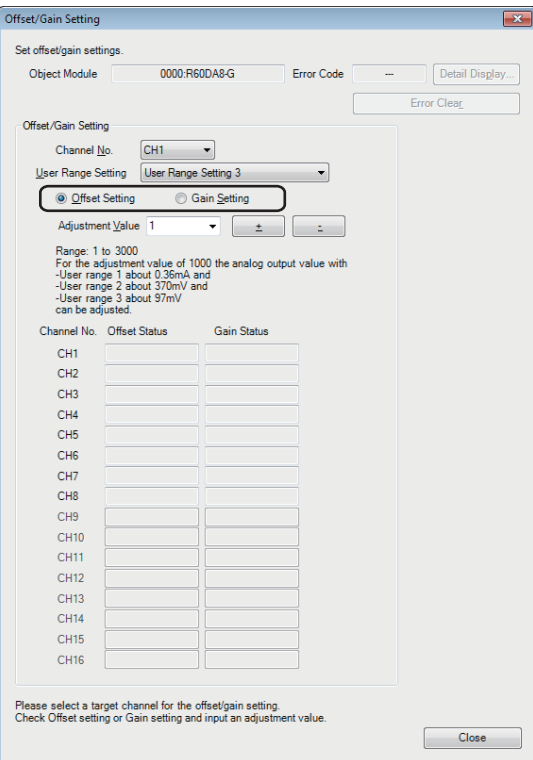 Offset/Gain Setting
Set offset/gain settings.
Object Module 0000:R60DA8-G Error Code --- Detail Display...
Error Clear
Offset/Gain Setting
Channel No. CH1
User Range Setting User Range Setting 3
Offset Setting Gain Setting
Adjustment Value 1 + -
Range: 1 to 3000
For the adjustment value of 1000 the analog output value with
-User range 1 about 0.36mA and
-User range 2 about 370mV and
-User range 3 about 97mV
can be adjusted.
Channel No. Offset Status Gain Status
CH1
CH2
CH3
CH4
CH5
CH6
CH7
CH8
CH9
CH10
CH11
CH12
CH13
CH14
CH15
CH16
Please select a target channel for the offset/gain setting.
Check Offset setting or Gain setting and input an adjustment value.
Close